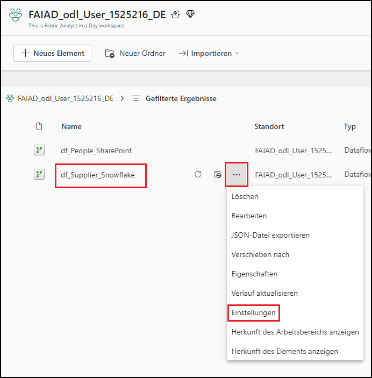 FAIAD_odl_User_1525216_DE
This is Fabric Analyst in a Day workspace
+ Neues Element
Neuer Ordner
Importieren
FAIAD_odl_User_1525216_DE > Gefilterte Ergebnisse
Name Standort Typ
df_People_SharePoint FAIAD_odl_User_1525... Dataflow
df_Supplier_Snowflake ... FAIAD_odl_User_1525... Dataflow
Löschen
Bearbeiten
JSON-Datei exportieren
Verschieben nach
Eigenschaften
Verlauf aktualisieren
Einstellungen
Herkunft des Arbeitsbereichs anzeigen
Herkunft des Elements anzeigen